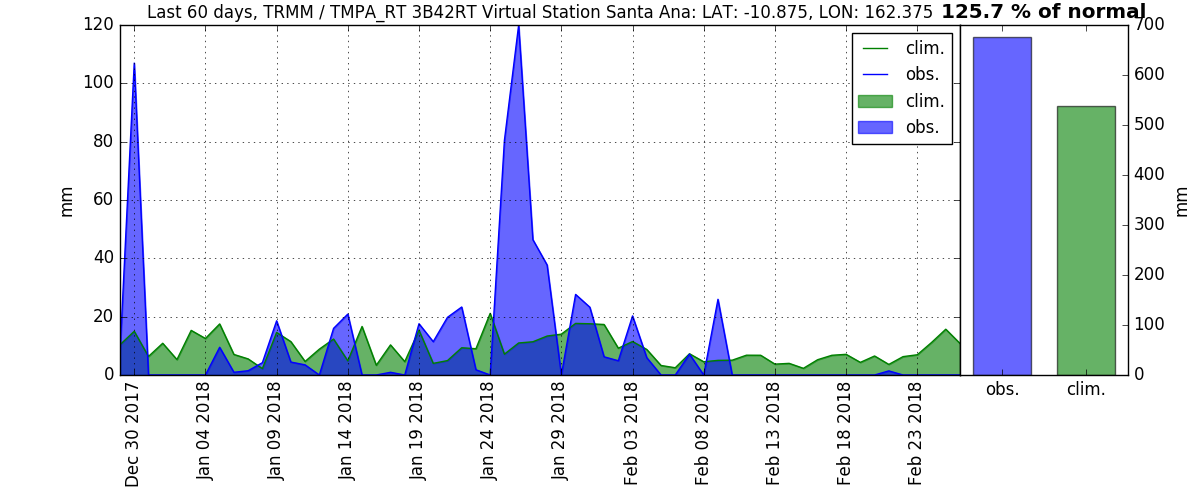 Last 60 days, TRMM / TMPA_RT 3B42RT Virtual Station Santa Ana: LAT: -10.875, LON: 162.375
125.7 % of normal
mm
120
100
80
60
40
20
0
clim.
obs.
clim.
obs.
Dec 30 2017
Jan 04 2018
Jan 09 2018
Jan 14 2018
Jan 19 2018
Jan 24 2018
Jan 29 2018
Feb 03 2018
Feb 08 2018
Feb 13 2018
Feb 18 2018
Feb 23 2018
700
600
500
400
300
200
100
0
mm
obs.
clim.